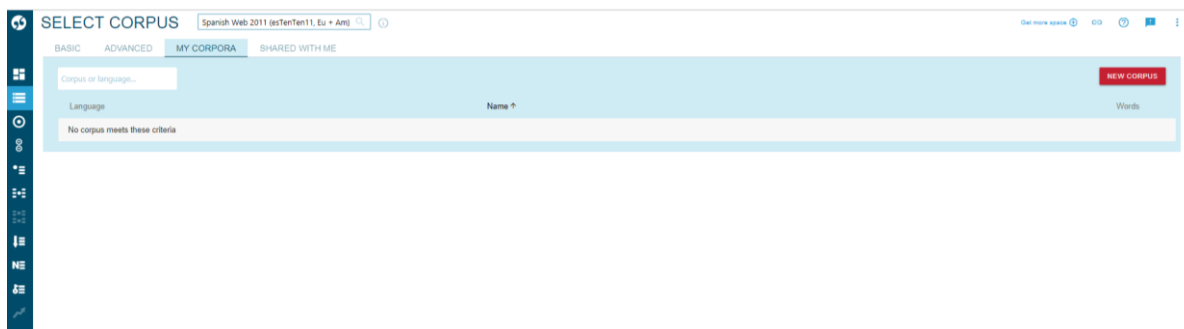 SELECT CORPUS
Spanish Web 2011 (esTenTen11, Eu + Am)
Get more space
BASIC ADVANCED MY CORPORA SHARED WITH ME
Corpus or language...
NEW CORPUS
Language Name ↑ Words
No corpus meets these criteria
N